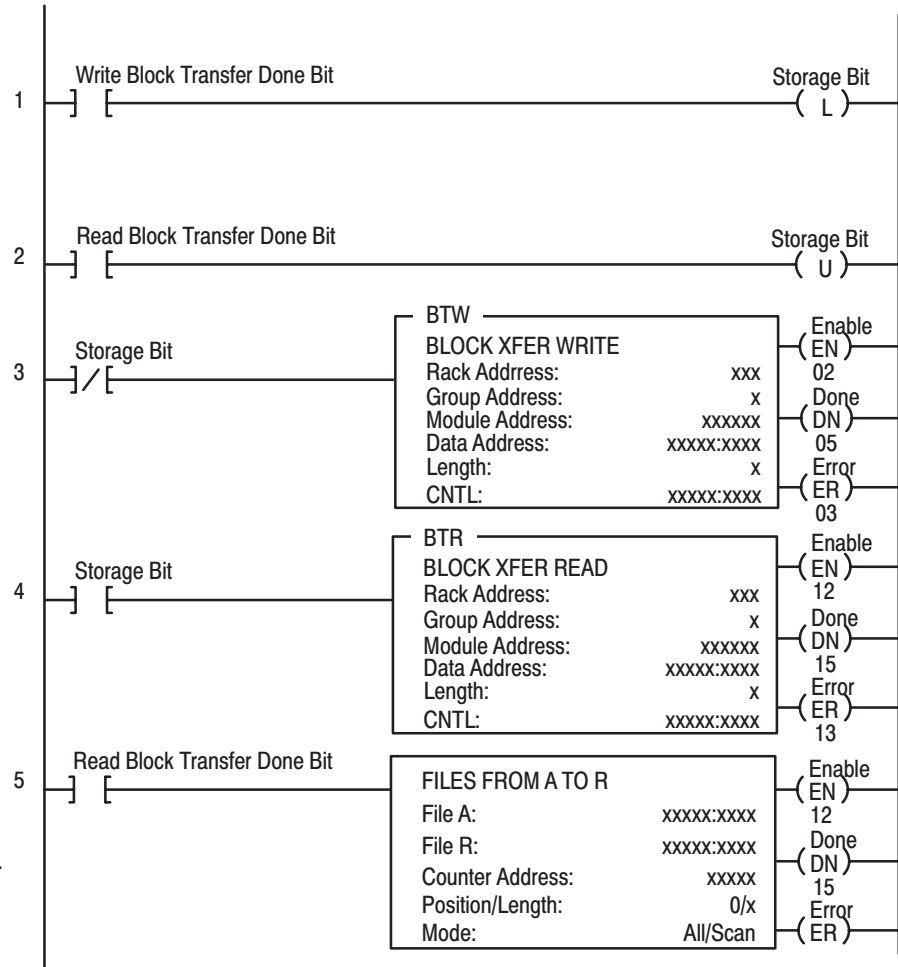 Write Block Transfer Done Bit
Storage Bit
1
L
Read Block Transfer Done Bit
Storage Bit
2
U
BTW
Storage Bit
3
BLOCK XFER WRITE
Rack Addrress: xxx
Group Address: x
Module Address: xxxxxx
Data Address: xxxxx:xxxx
Length: x
CNTL: xxxxx:xxxx
Enable
EN
02
Done
DN
05
Error
ER
03
BTR
Storage Bit
4
BLOCK XFER READ
Rack Address: xxx
Group Address: x
Module Address: xxxxxx
Data Address: xxxxx:xxxx
Length: x
CNTL: xxxxx:xxxx
Enable
EN
12
Done
DN
15
Error
ER
13
Read Block Transfer Done Bit
5
FILES FROM A TO R
File A: xxxxx:xxxx
File R: xxxxx:xxxx
Counter Address: xxxxx
Position/Length: 0/x
Mode: All/Scan
Enable
EN
12
Done
DN
15
Error
ER